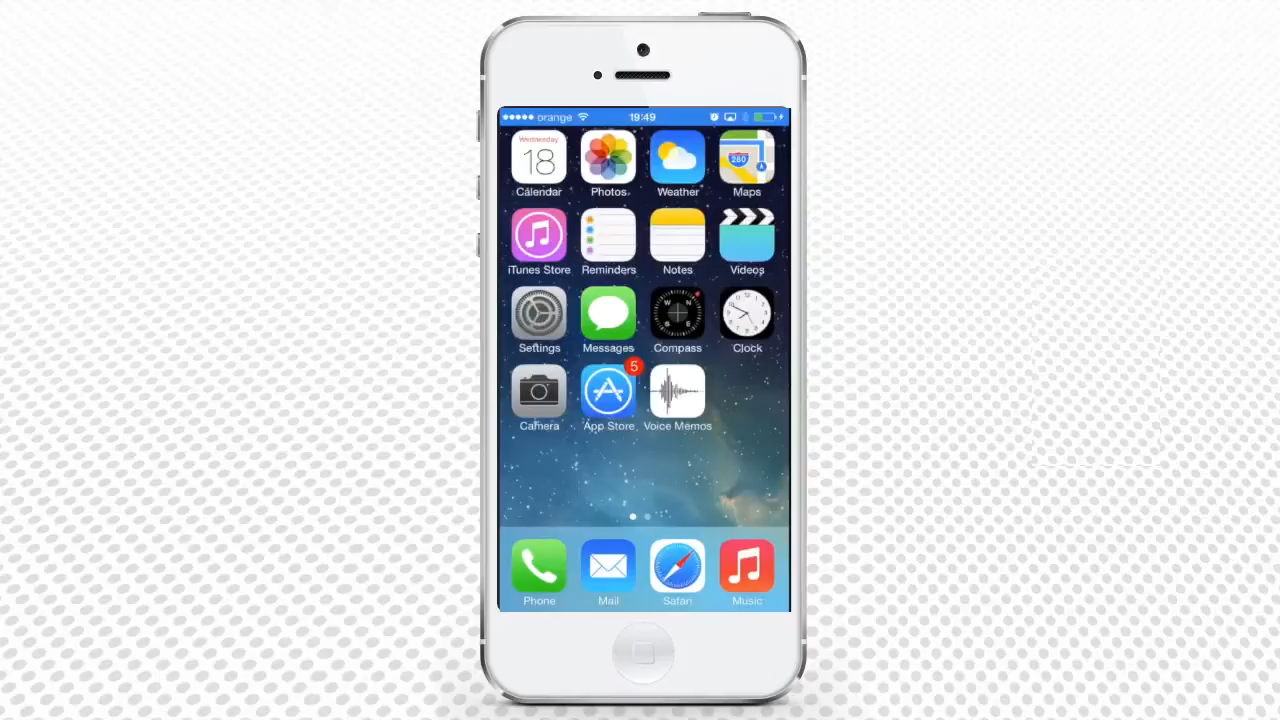 orange 19:49
Wednesday
18
280
Calendar Photos Weather Maps
iTunes Store Reminders Notes Videos
W N
S E
Settings Messages Compass Clock
5
Camera App Store Voice Memos
Phone Mail Safari Music